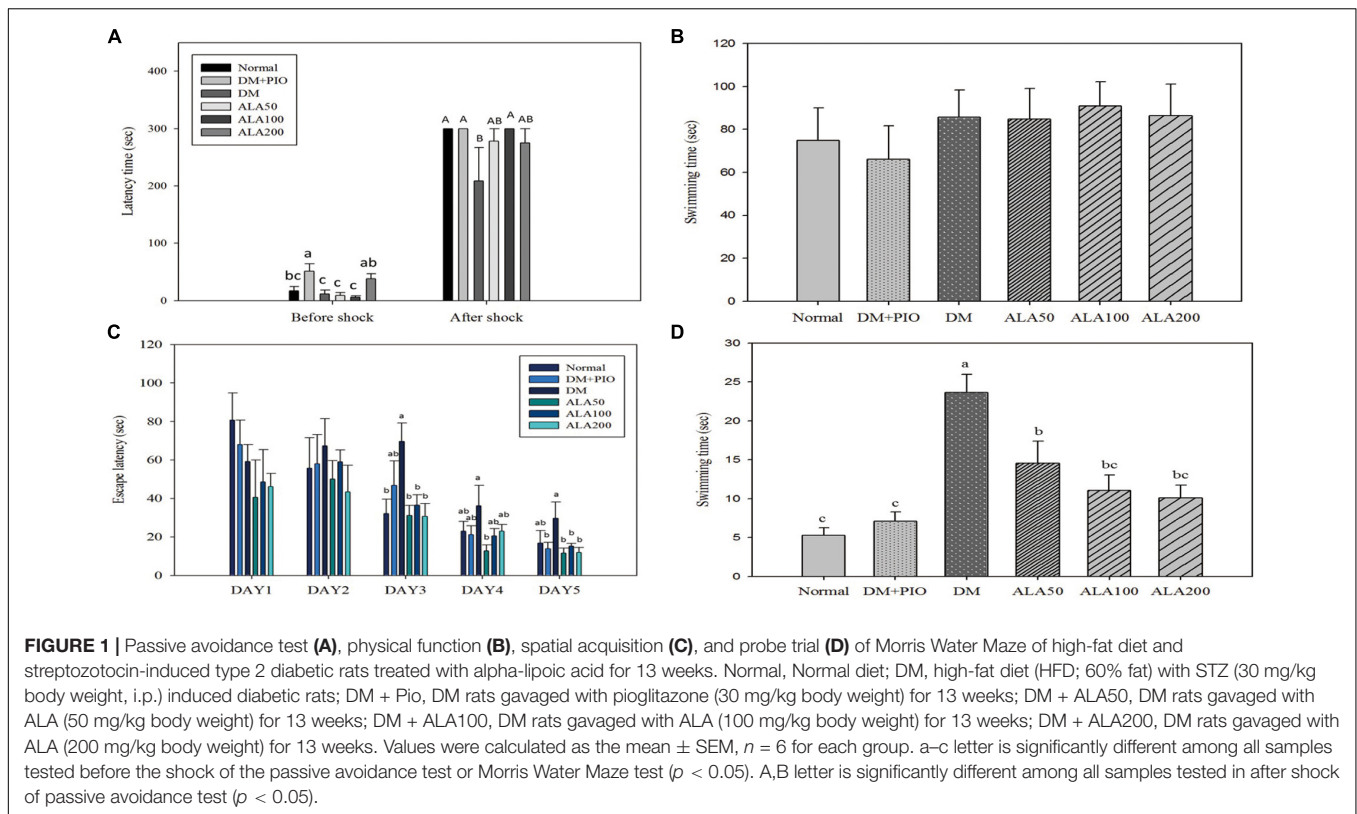 A
Latency time (sec)
400
300
200
100
0
Normal
DM+PIO
DM
ALA50
ALA100
ALA200
bc
a
c
c
c
ab
A
A
B
AB
A
AB
Before shock
After shock
B
Swimming time (sec)
120
100
80
60
40
20
0
Normal
DM+PIO
DM
ALA50
ALA100
ALA200
C
Escape latency (sec)
120
100
80
60
40
20
0
Normal
DM+PIO
DM
ALA50
ALA100
ALA200
b
ab
a
b
b
b
ab
ab
a
b
ab
ab
ab
b
a
b
b
b
DAY1
DAY2
DAY3
DAY4
DAY5
D
Swimming time (sec)
30
25
20
15
10
5
0
c
c
a
b
bc
bc
Normal
DM+PIO
DM
ALA50
ALA100
ALA200
FIGURE 1 | Passive avoidance test (A), physical function (B), spatial acquisition (C), and probe trial (D) of Morris Water Maze of high-fat diet and
streptozotocin-induced type 2 diabetic rats treated with alpha-lipoic acid for 13 weeks. Normal, Normal diet; DM, high-fat diet (HFD; 60% fat) with STZ (30 mg/kg
body weight, i.p.) induced diabetic rats; DM + Pio, DM rats gavaged with pioglitazone (30 mg/kg body weight) for 13 weeks; DM + ALA50, DM rats gavaged with
ALA (50 mg/kg body weight) for 13 weeks; DM + ALA100, DM rats gavaged with ALA (100 mg/kg body weight) for 13 weeks; DM + ALA200, DM rats gavaged with
ALA (200 mg/kg body weight) for 13 weeks. Values were calculated as the mean ± SEM, n = 6 for each group. a–c letter is significantly different among all samples
tested before the shock of the passive avoidance test or Morris Water Maze test (p < 0.05). A,B letter is significantly different among all samples tested in after shock
of passive avoidance test (p < 0.05).